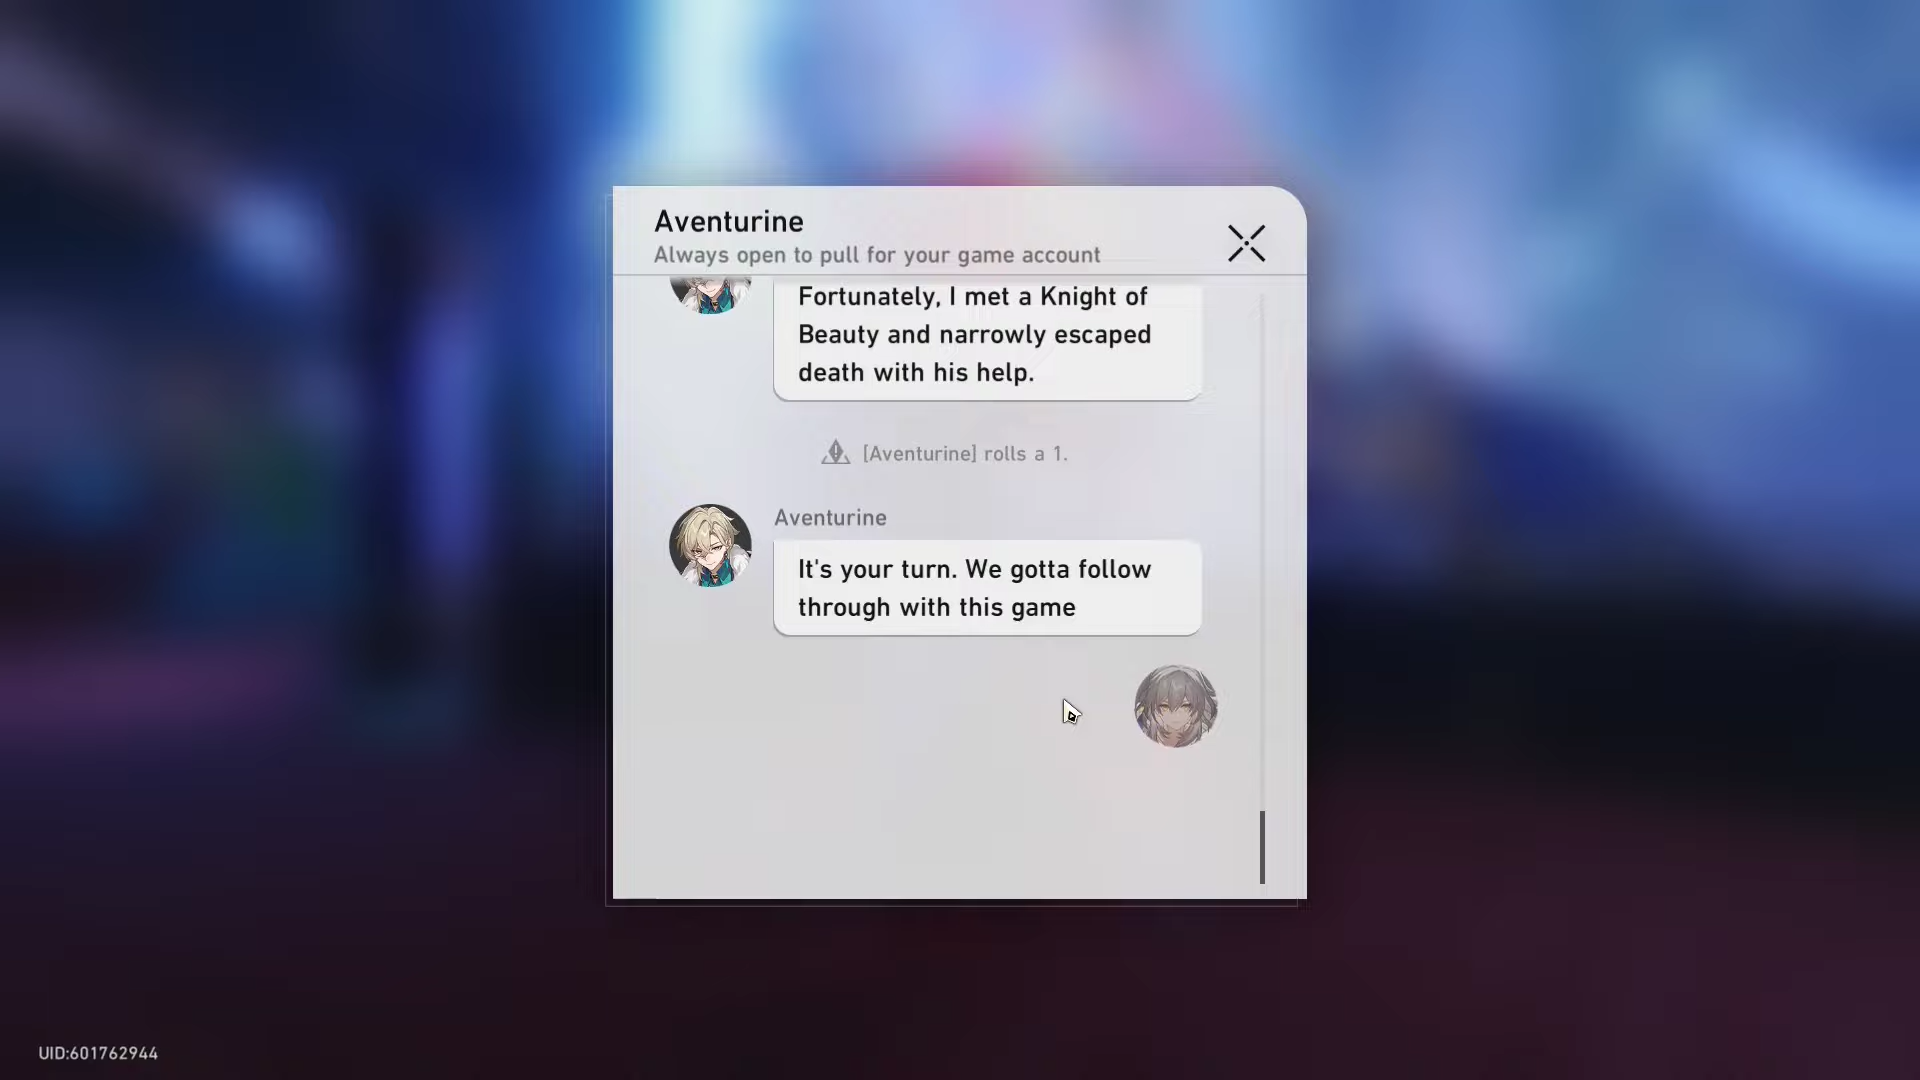 Aventurine
Always open to pull for your game account
Fortunately, I met a Knight of
Beauty and narrowly escaped
death with his help.
[Aventurine] rolls a 1.
Aventurine
It's your turn. We gotta follow
through with this game
UID:601762944